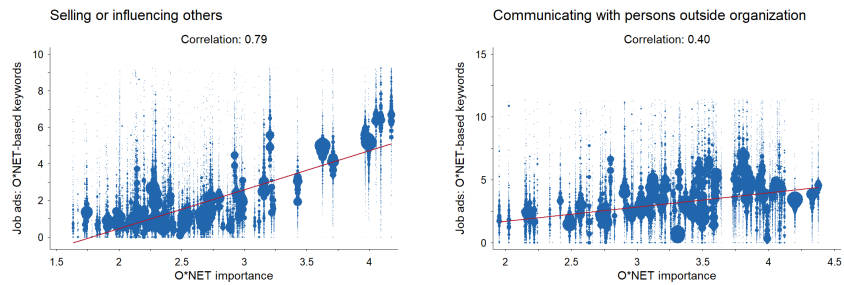 Selling or influencing others
Correlation: 0.79
Job ads: O*NET-based keywords
10
8
6
4
2
0
1.5 2 2.5 3 3.5 4
O*NET importance
Communicating with persons outside organization
Correlation: 0.40
Job ads: O*NET-based keywords
15
10
5
0
2 2.5 3 3.5 4 4.5
O*NET importance